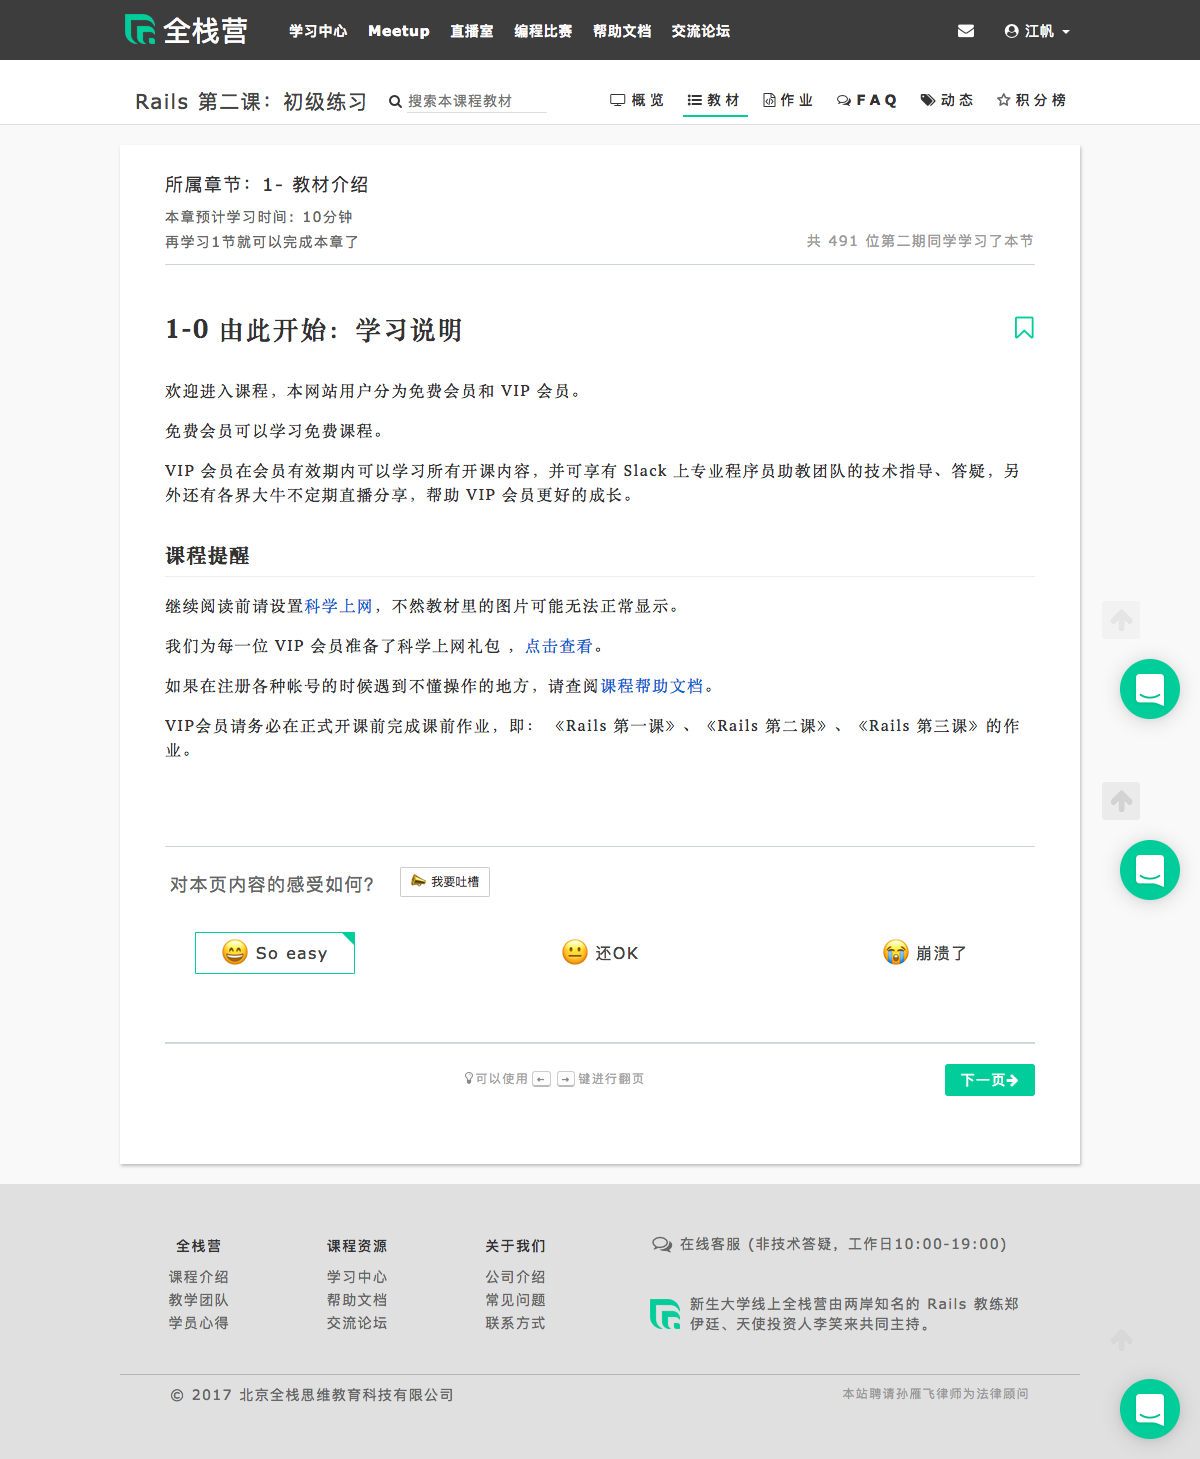 全栈营 学习中心 Meetup 直播室 编程比赛 帮助文档 交流论坛 江帆
Rails 第二课：初级练习 搜索本课程教材 概览 教材 作业 FAQ 动态 积分榜
所属章节：1- 教材介绍
本章预计学习时间：10分钟
再学习1节就可以完成本章了
共 491 位第二期同学学习了本节
1-0 由此开始：学习说明
欢迎进入课程，本网站用户分为免费会员和 VIP 会员。
免费会员可以学习免费课程。
VIP 会员在会员有效期内可以学习所有开课内容，并可享有 Slack 上专业程序员助教团队的技术指导、答疑，另
外还有各界大牛不定期直播分享，帮助 VIP 会员更好的成长。
课程提醒
继续阅读前请设置科学上网，不然教材里的图片可能无法正常显示。
我们为每一位 VIP 会员准备了科学上网礼包 ，点击查看。
如果在注册各种帐号的时候遇到不懂操作的地方，请查阅课程帮助文档。
VIP会员请务必在正式开课前完成课前作业，即： 《Rails 第一课》、《Rails 第二课》、《Rails 第三课》的作
业。
对本页内容的感受如何? 我要吐槽
So easy 还OK 崩溃了
可以使用 ← → 键进行翻页 下一页
全栈营 课程资源 关于我们 在线客服 (非技术答疑，工作日10:00-19:00)
课程介绍 学习中心 公司介绍
教学团队 帮助文档 常见问题
学员心得 交流论坛 联系方式
新生大学线上全栈营由两岸知名的 Rails 教练郑
伊廷、天使投资人李笑来共同主持。
© 2017 北京全栈思维教育科技有限公司 本站聘请孙雁飞律师为法律顾问